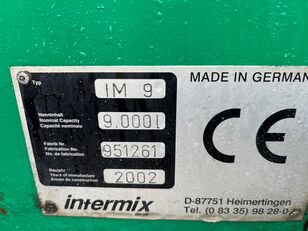 Typ
IM 9
MADE IN GERMAN
Nenninhalt
Nominal Capacity
Capacité nominale
9.000l
Fabrik Nr.
Fabrication No.
No. de fabrication
951261
Baujahr
Years of manufacture
Année de construction
2002
CE
intermix
D-87751 Heimertingen
Tel. (0 83 35) 98 28-0